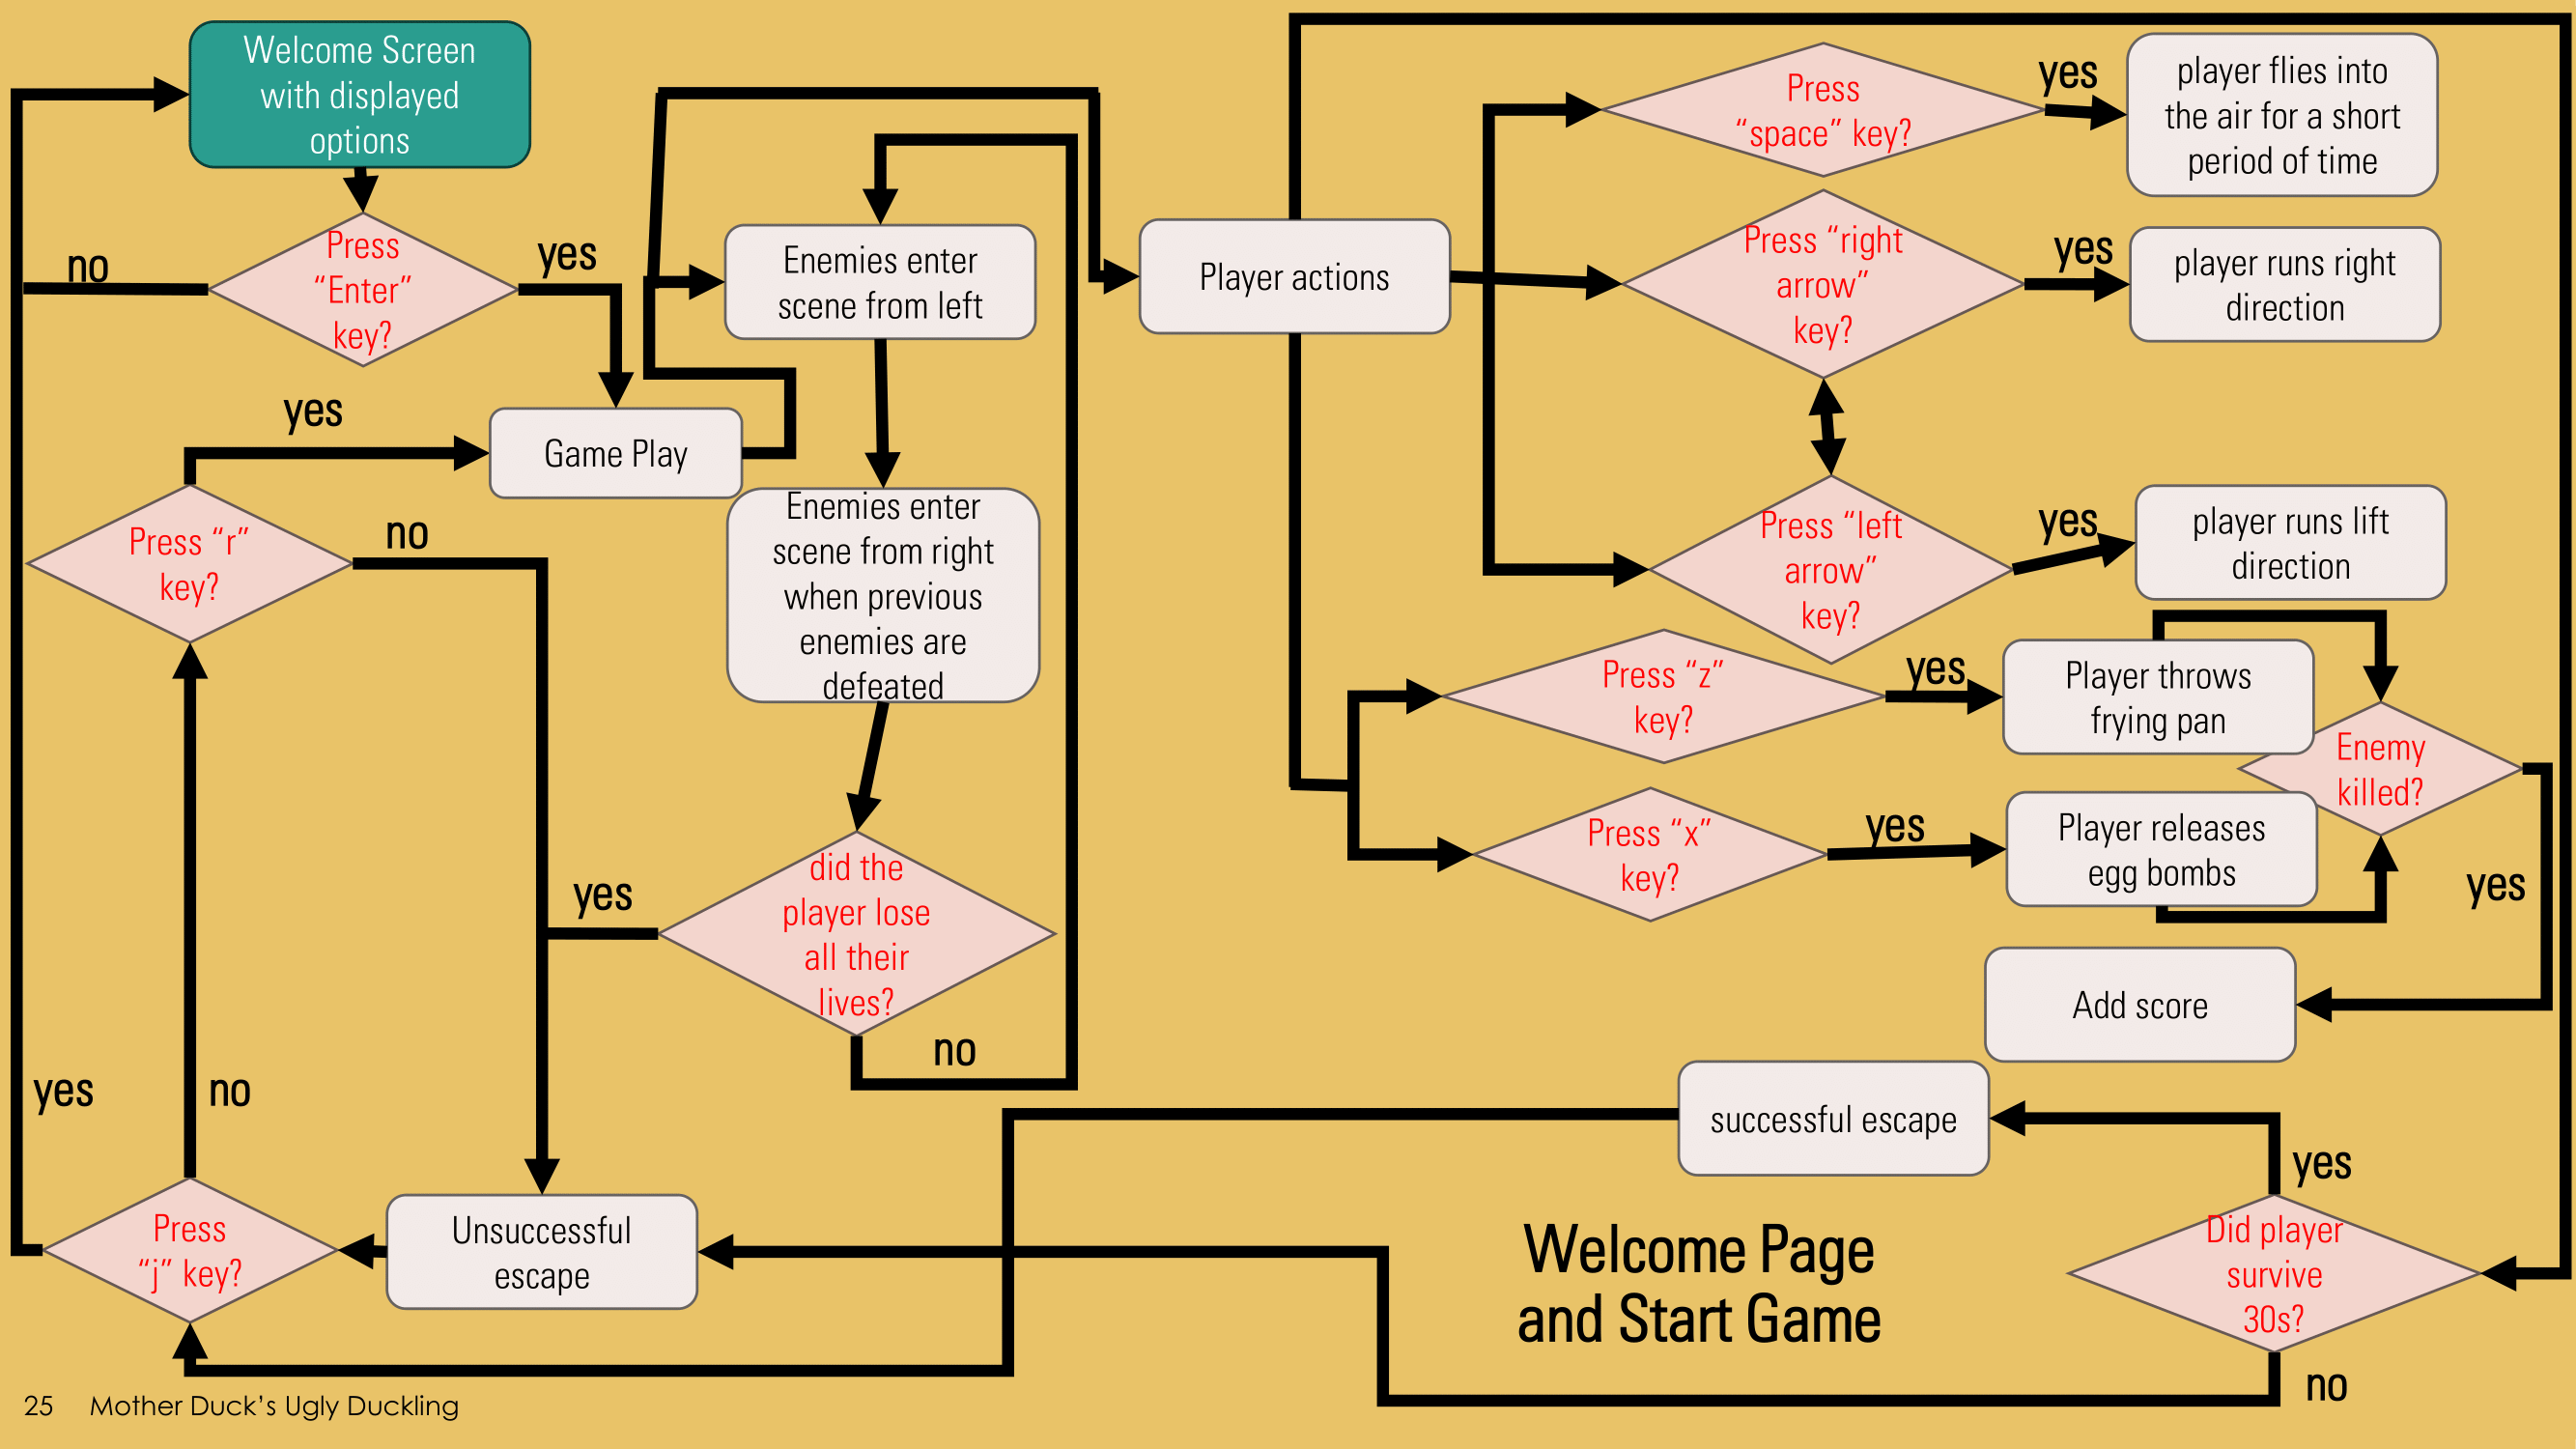 Welcome Screen
with displayed
options
Press
“Enter”
key?
no
yes
Game Play
Press “r”
key?
yes
no
Enemies enter
scene from left
Enemies enter
scene from right
when previous
enemies are
defeated
did the
player lose
all their
lives?
yes
no
Player actions
Press
“space” key?
yes
player flies into
the air for a short
period of time
Press “right
arrow”
key?
yes
player runs right
direction
Press “left
arrow”
key?
yes
player runs lift
direction
Press “z”
key?
yes
Player throws
frying pan
Enemy
killed?
Press “x”
key?
yes
Player releases
egg bombs
yes
Add score
successful escape
yes
Did player
survive
30s?
no
yes
no
Press
“j” key?
Unsuccessful
escape
Welcome Page
and Start Game
25 Mother Duck’s Ugly Duckling